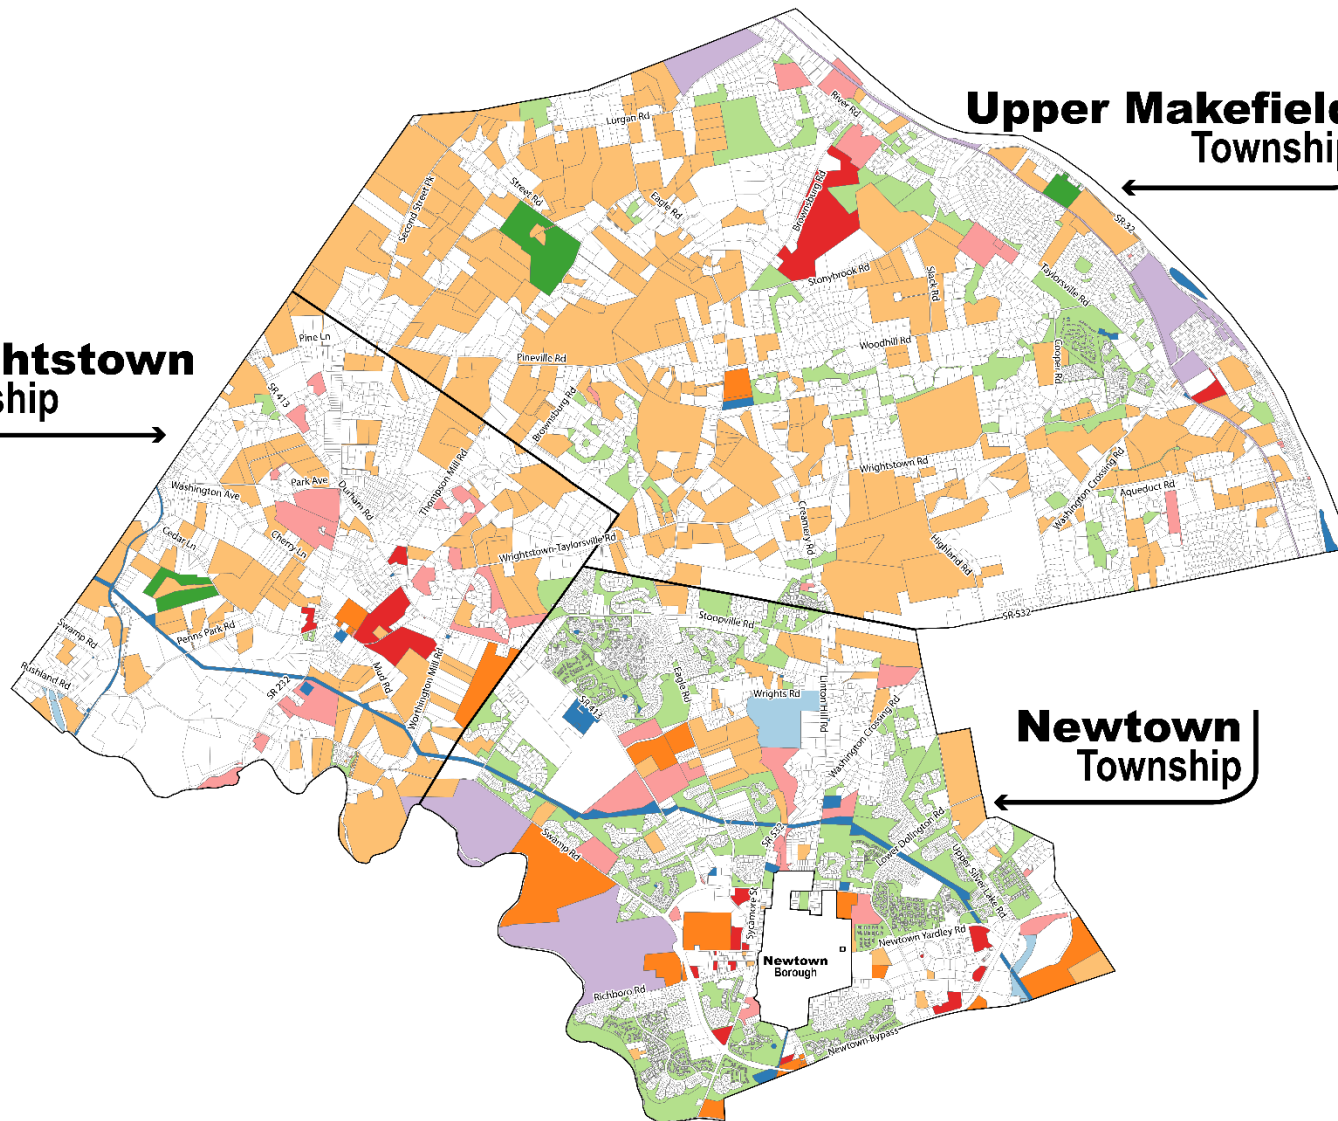 Upper Makefield
Township
River Rd
Lurgan Rd
Second Street Pk
Street Rd
Eagle Rd
Brownsburg Rd
SR-32
Stonybrook Rd
Slack Rd
Taylorsville Rd
htstown
ship
Pine Ln
Pineville Rd
Woodhill Rd
Cooper Rd
SR 413
Brownsburg Rd
Thompson Mill Rd
Wrightstown Rd
Washington Crossing Rd
Aqueduct Rd
Washington Ave
Park Ave
Durham Rd
Creamery Rd
Cedar Ln
Cherry Ln
Wrightstown-Taylorsville Rd
Highland Rd
SR-532
Stoopville Rd
Swamp Rd
Penns Park Rd
Rushland Rd
SR 232
Mud Rd
Worthington Mill Rd
Eagle Rd
SR 413
Wrights Rd
Linton Hill Rd
Washington Crossing Rd
Newtown
Township
Swamp Rd
SR 532
Lower Dolington Rd
Upper Silver Lake Rd
Sycamore St
Newtown Yardley Rd
Newtown
Borough
Richboro Rd
Newtown-Bypass